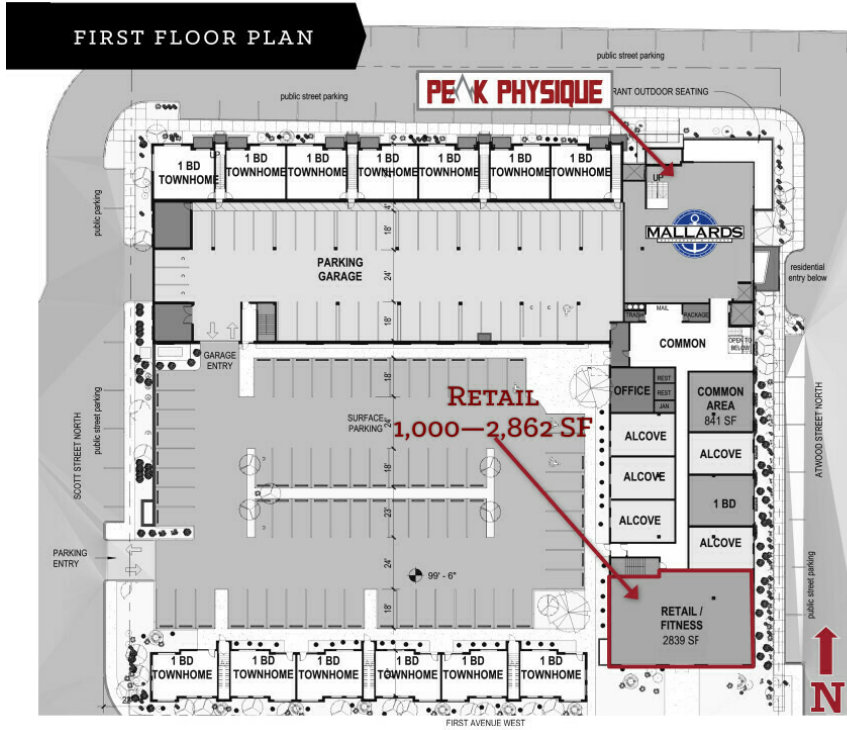 FIRST FLOOR PLAN
public street parking
public street parking
PEAK PHYSIQUE
RANT OUTDOOR SEATING
1 BD
TOWNHOME
1 BD
TOWNHOME
1 BD
TOWNHOME
1 BD
TOWNHOME
1 BD
TOWNHOME
1 BD
TOWNHOME
1 BD
TOWNHOME
UP
public parking
4'
18'
PARKING
GARAGE
24'
18'
MALLARDS
residential
entry below
TRASH
MAIL
PACKAGE
COMMON
OPEN TO
BELOW
GARAGE
ENTRY
18'
OFFICE
REST
REST
JAN
COMMON
AREA
841 SF
RETAIL
1,000—2,862 SF
SURFACE
PARKING
24'
18'
ALCOVE
ALCOVE
ALCOVE
ALCOVE
1 BD
ALCOVE
SCOTT STREET NORTH
public street parking
ATWOOD STREET NORTH
23'
PARKING
ENTRY
24'
99' - 6"
18'
RETAIL /
FITNESS
2839 SF
public street parking
1 BD
TOWNHOME
1 BD
TOWNHOME
1 BD
TOWNHOME
1 BD
TOWNHOME
1 BD
TOWNHOME
1 BD
TOWNHOME
N
FIRST AVENUE WEST